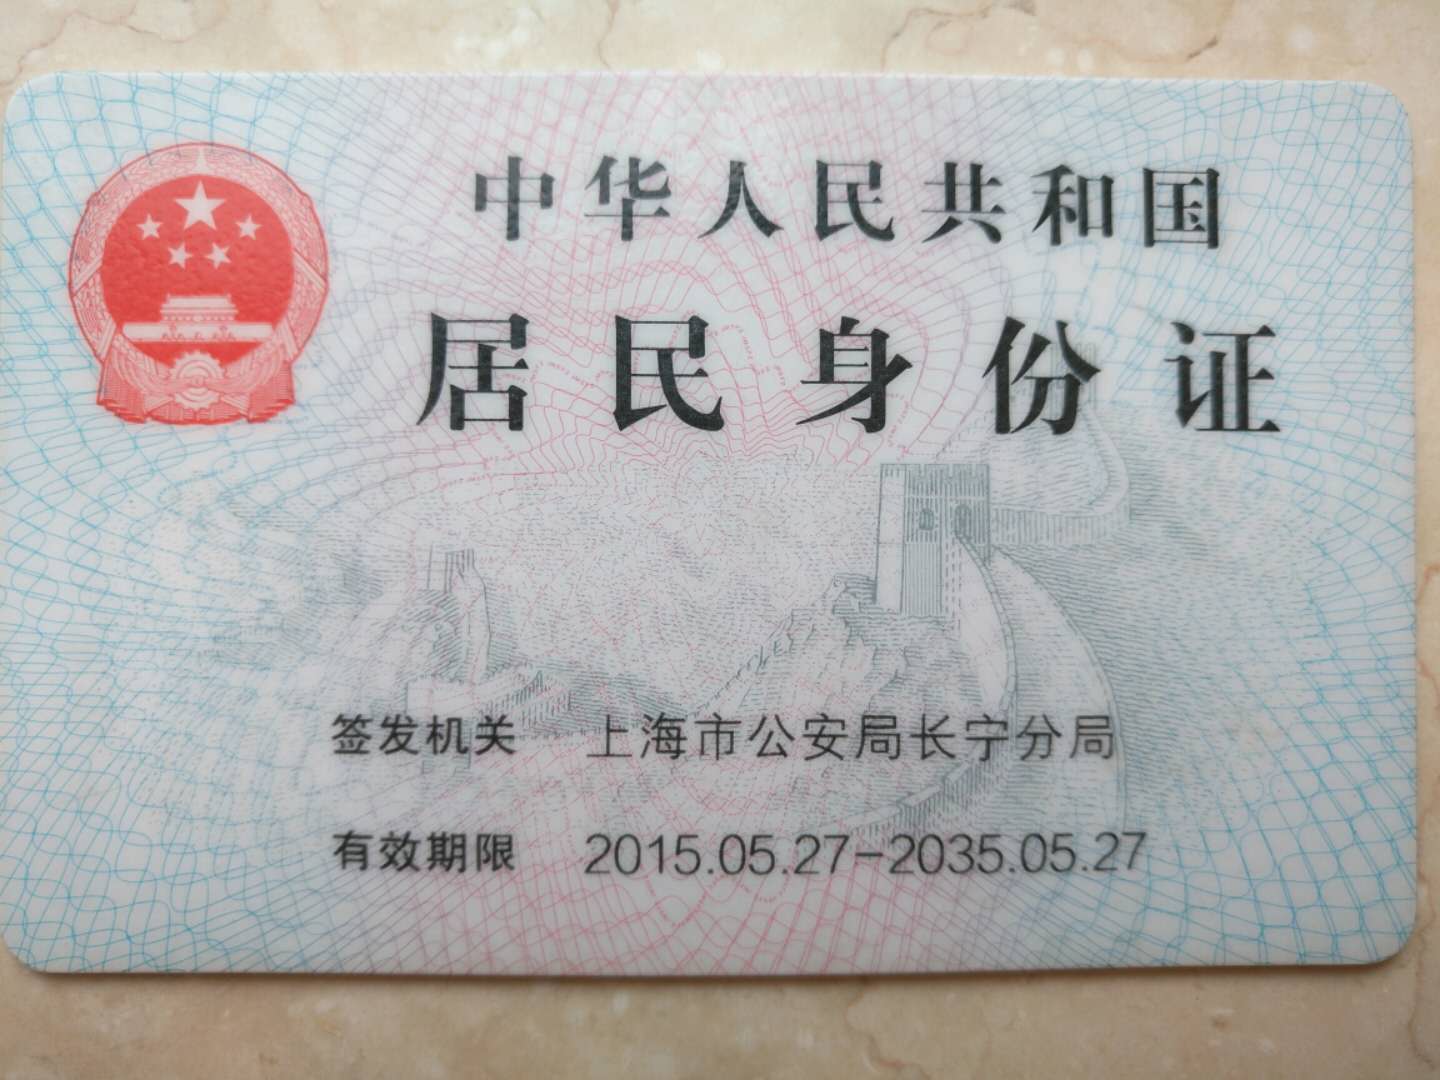 中华人民共和国
居民身份证
签发机关 上海市公安局长宁分局
有效期限 2015.05.27-2035.05.27